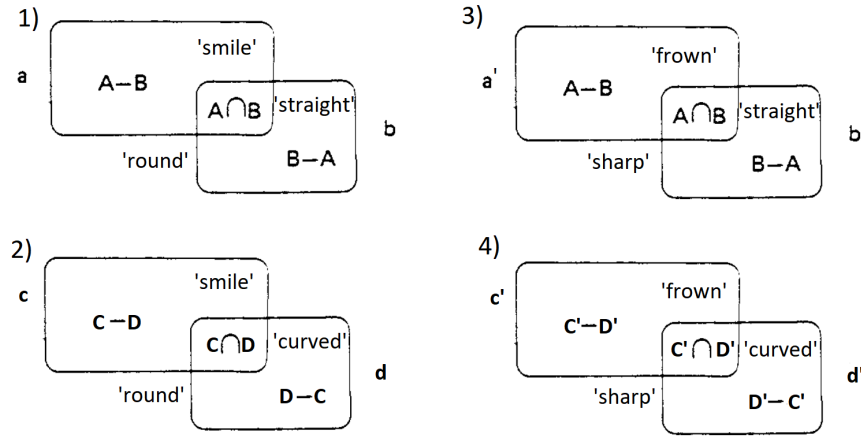 1)
'smile'
a
A–B
A∩B
'straight'
b
'round'
B–A
3)
'frown'
a'
A–B
A∩B
'straight'
b
'sharp'
B–A
2)
c
'smile'
C–D
C∩D
'curved'
d
'round'
D–C
4)
c'
'frown'
C'–D'
C'∩D'
'curved'
d'
'sharp'
D'–C'